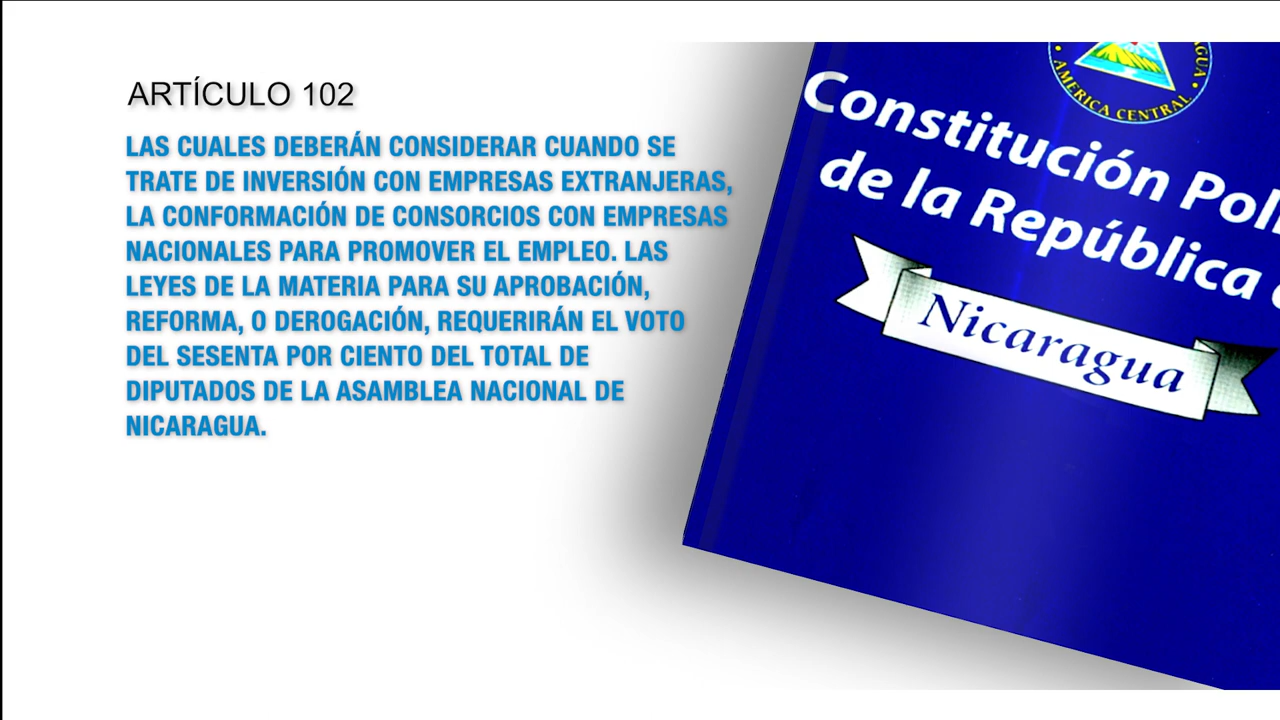 ARTÍCULO 102
LAS CUALES DEBERÁN CONSIDERAR CUANDO SE
TRATE DE INVERSIÓN CON EMPRESAS EXTRANJERAS,
LA CONFORMACIÓN DE CONSORCIOS CON EMPRESAS
NACIONALES PARA PROMOVER EL EMPLEO. LAS
LEYES DE LA MATERIA PARA SU APROBACIÓN,
REFORMA, O DEROGACIÓN, REQUERIRÁN EL VOTO
DEL SESENTA POR CIENTO DEL TOTAL DE
DIPUTADOS DE LA ASAMBLEA NACIONAL DE
NICARAGUA.
AMERICA CENTRAL
Constitución
de la República
Nicaragua